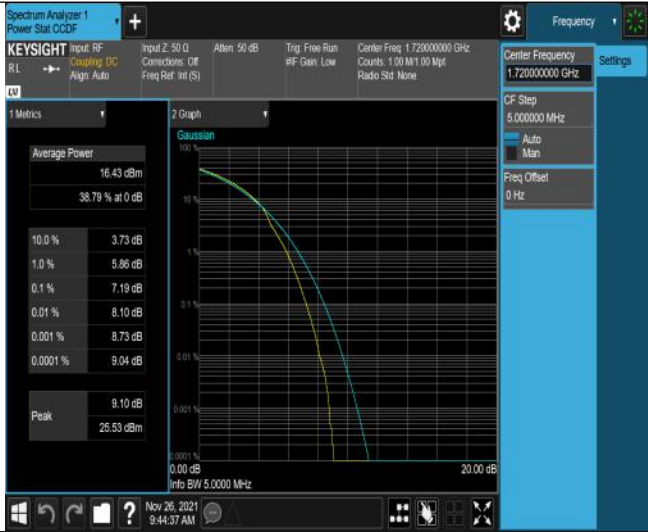 Spectrum Analyzer 1
Power Stat CCDF
Frequency
KEYSIGHT
RL
LV
Input: RF
Coupling: DC
Align: Auto
Input Z: 50 Ω
Corrections: Off
Freq Ref: Int (S)
Atten: 50 dB
Trig: Free Run
#IF Gain: Low
Center Freq: 1.720000000 GHz
Counts: 1.00 M/1.00 Mpt
Radio Std: None
Center Frequency
1.720000000 GHz
Settings
CF Step
5.000000 MHz
Auto
Man
Freq Offset
0 Hz
1 Metrics
Average Power
16.43 dBm
38.79 % at 0 dB
10.0 % 3.73 dB
1.0 % 5.86 dB
0.1 % 7.19 dB
0.01 % 8.10 dB
0.001 % 8.73 dB
0.0001 % 9.04 dB
Peak
9.10 dB
25.53 dBm
2 Graph
Gaussian
100 %
10 %
1 %
0.1 %
0.01 %
0.001 %
0.0001 %
0.00 dB
20.00 dB
Info BW 5.0000 MHz
Nov 26, 2021
9:44:37 AM